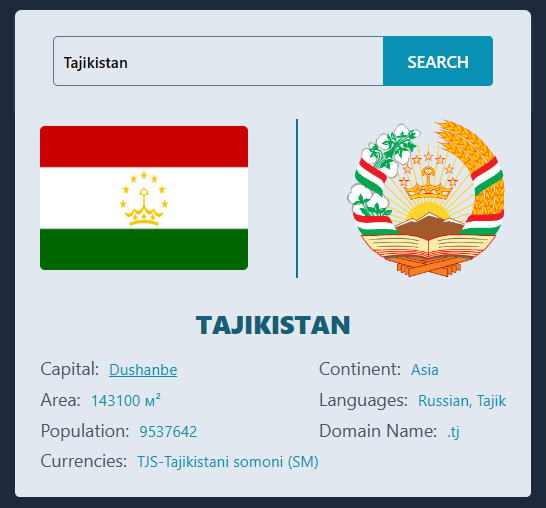 Tajikistan
SEARCH
TAJIKISTAN
Capital: Dushanbe
Continent: Asia
Area: 143100 м²
Languages: Russian, Tajik
Population: 9537642
Domain Name: .tj
Currencies: TJS-Tajikistani somoni (ЅМ)